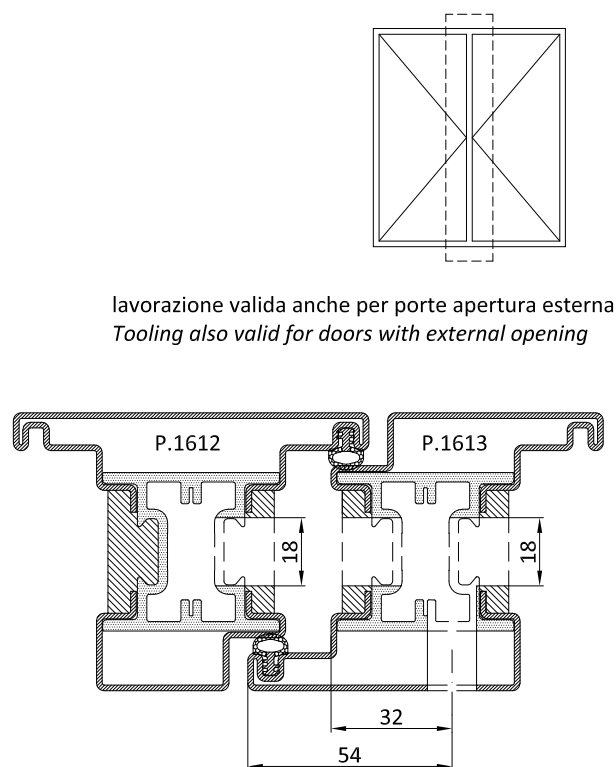 lavorazione valida anche per porte apertura esterna
Tooling also valid for doors with external opening
P.1612
P.1613
18
18
32
54